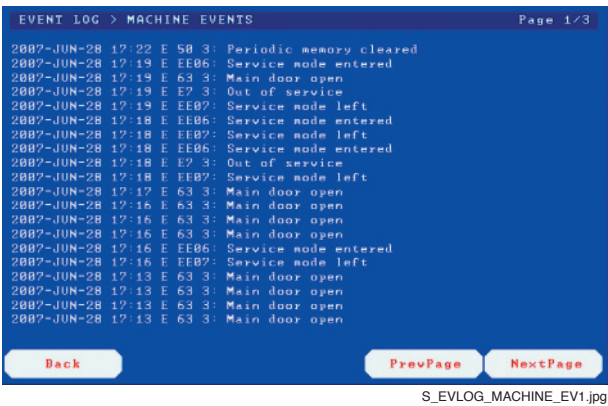 EVENT LOG > MACHINE EVENTS Page 1/3
2007-JUN-28 17:22 E 50 3: Periodic memory cleared
2007-JUN-28 17:19 E EE06: Service mode entered
2007-JUN-28 17:19 E 63 3: Main door open
2007-JUN-28 17:19 E E7 3: Out of service
2007-JUN-28 17:19 E EE07: Service mode left
2007-JUN-28 17:18 E EE06: Service mode entered
2007-JUN-28 17:18 E EE07: Service mode left
2007-JUN-28 17:18 E EE06: Service mode entered
2007-JUN-28 17:18 E E7 3: Out of service
2007-JUN-28 17:18 E EE07: Service mode left
2007-JUN-28 17:17 E 63 3: Main door open
2007-JUN-28 17:16 E 63 3: Main door open
2007-JUN-28 17:16 E 63 3: Main door open
2007-JUN-28 17:16 E 63 3: Main door open
2007-JUN-28 17:16 E EE06: Service mode entered
2007-JUN-28 17:16 E EE07: Service mode left
2007-JUN-28 17:13 E 63 3: Main door open
2007-JUN-28 17:13 E 63 3: Main door open
2007-JUN-28 17:13 E 63 3: Main door open
2007-JUN-28 17:13 E 63 3: Main door open
Back PrevPage NextPage
S_EVLOG_MACHINE_EV1.jpg